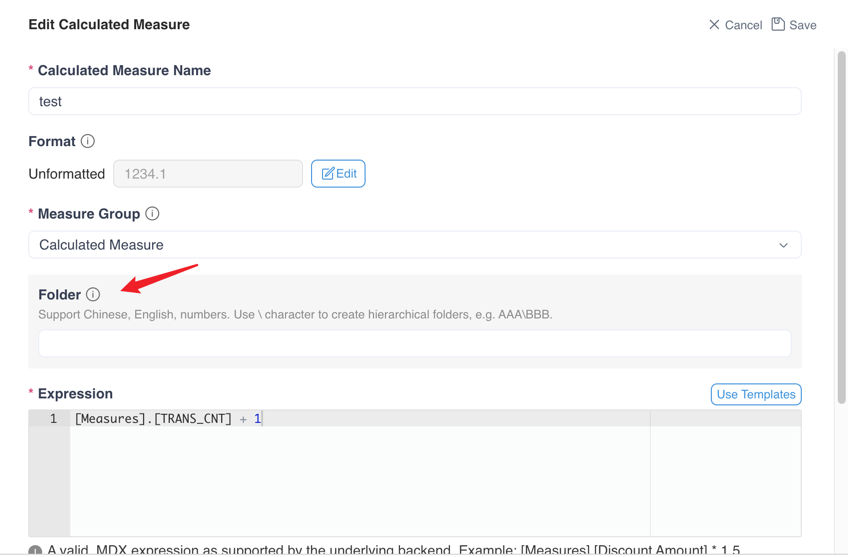 Edit Calculated Measure
Cancel
Save
* Calculated Measure Name
test
Format
Unformatted
1234.1
Edit
* Measure Group
Calculated Measure
Folder
Support Chinese, English, numbers. Use \ character to create hierarchical folders, e.g. AAA\BBB.
* Expression
Use Templates
1 [Measures].[TRANS_CNT] + 1
A valid MDX expression as supported by the underlying backend. Example: [Measures].[Discount Amount] * 1.5